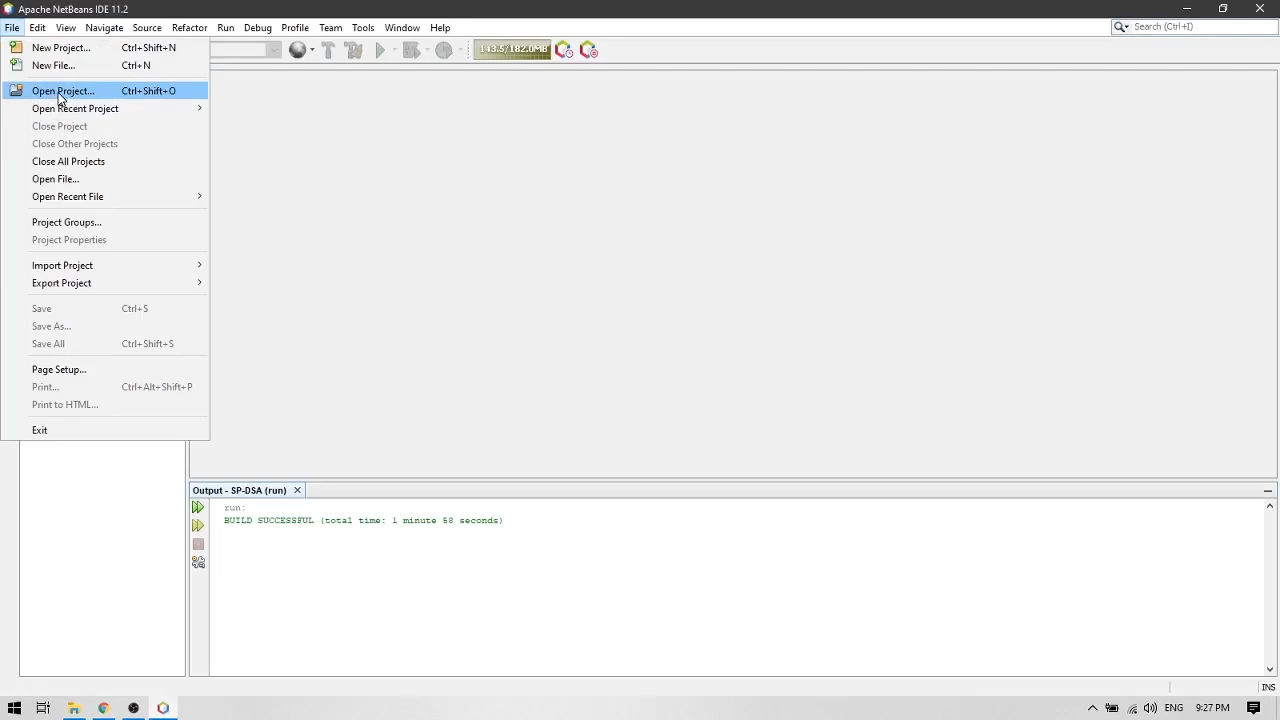 Apache NetBeans IDE 11.2
File Edit View Navigate Source Refactor Run Debug Profile Team Tools Window Help
Search (Ctrl+I)
New Project... Ctrl+Shift+N
143.5/182.0MB
New File... Ctrl+N
Open Project... Ctrl+Shift+O
Open Recent Project
Close Project
Close Other Projects
Close All Projects
Open File...
Open Recent File
Project Groups...
Project Properties
Import Project
Export Project
Save Ctrl+S
Save As...
Save All Ctrl+Shift+S
Page Setup...
Print... Ctrl+Alt+Shift+P
Print to HTML...
Exit
Output - SP-DSA (run)
run:
BUILD SUCCESSFUL (total time: 1 minute 58 seconds)
INS
ENG 9:27 PM